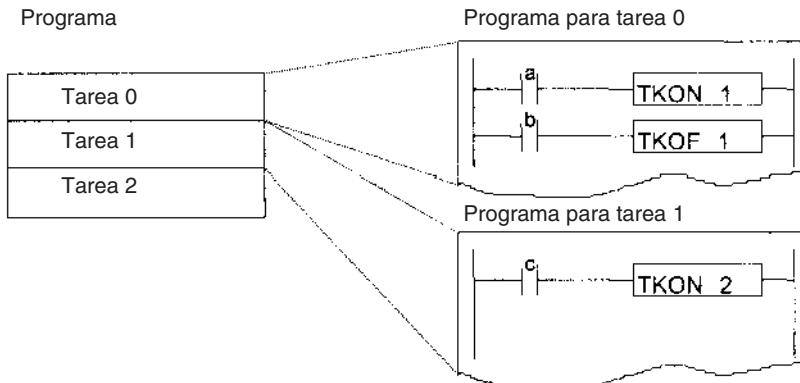 Programa
Tarea 0
Tarea 1
Tarea 2
Programa para tarea 0
a
TKON 1
b
TKOF 1
Programa para tarea 1
c
TKON 2